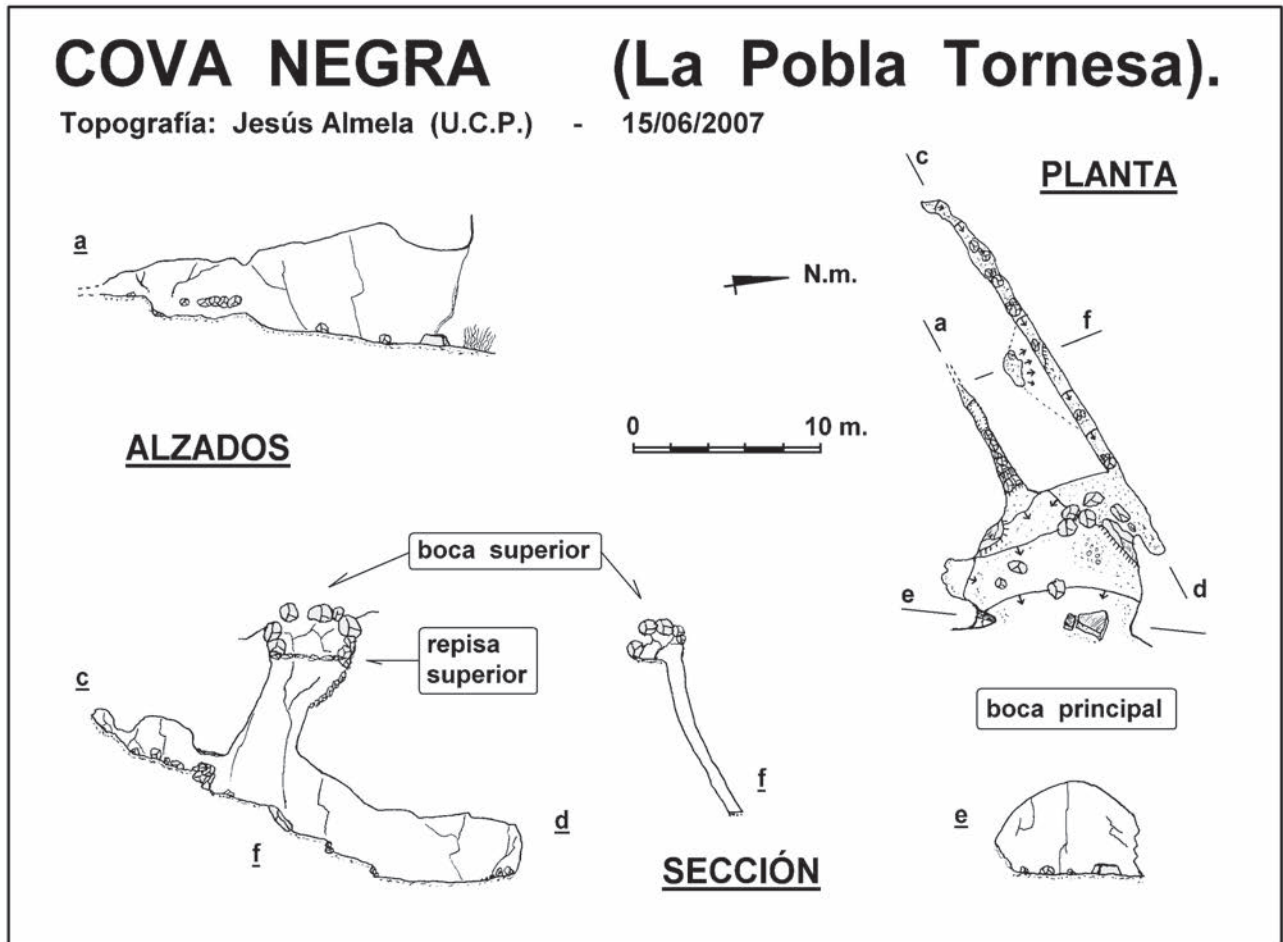 COVA NEGRA (La Pobla Tornesa).
Topografía: Jesús Almela (U.C.P.) - 15/06/2007
c
PLANTA
a
N.m.
a
f
0 10 m.
ALZADOS
boca superior
e
d
repisa
superior
c
boca principal
f
d
e
f
SECCIÓN